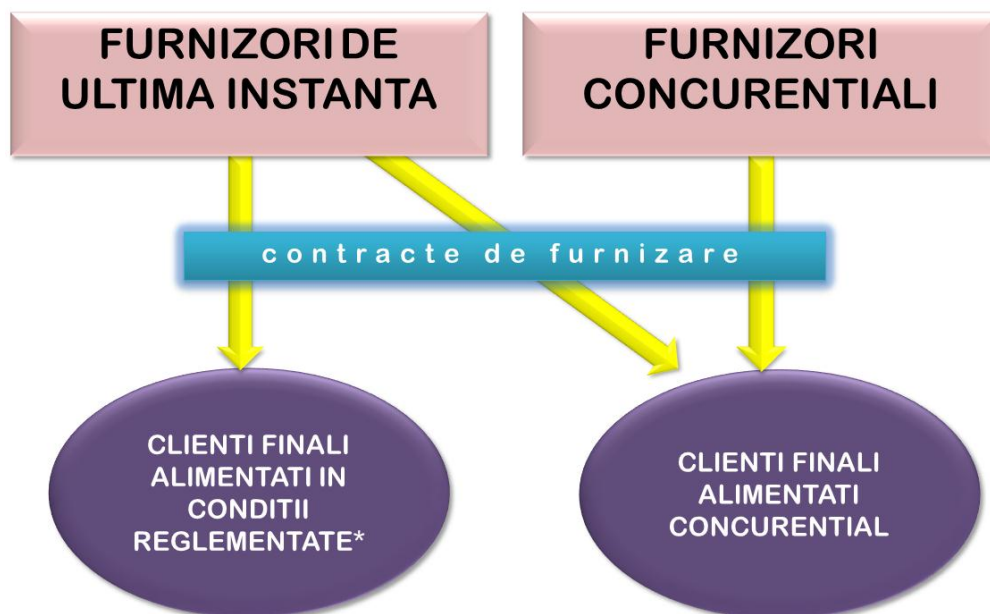 FURNIZORI DE
ULTIMA INSTANTA
FURNIZORI
CONCURENTIALI
contracte de furnizare
CLIENTI FINALI
ALIMENTATI IN
CONDITII
REGLEMENTATE*
CLIENTI FINALI
ALIMENTATI
CONCURENTIAL